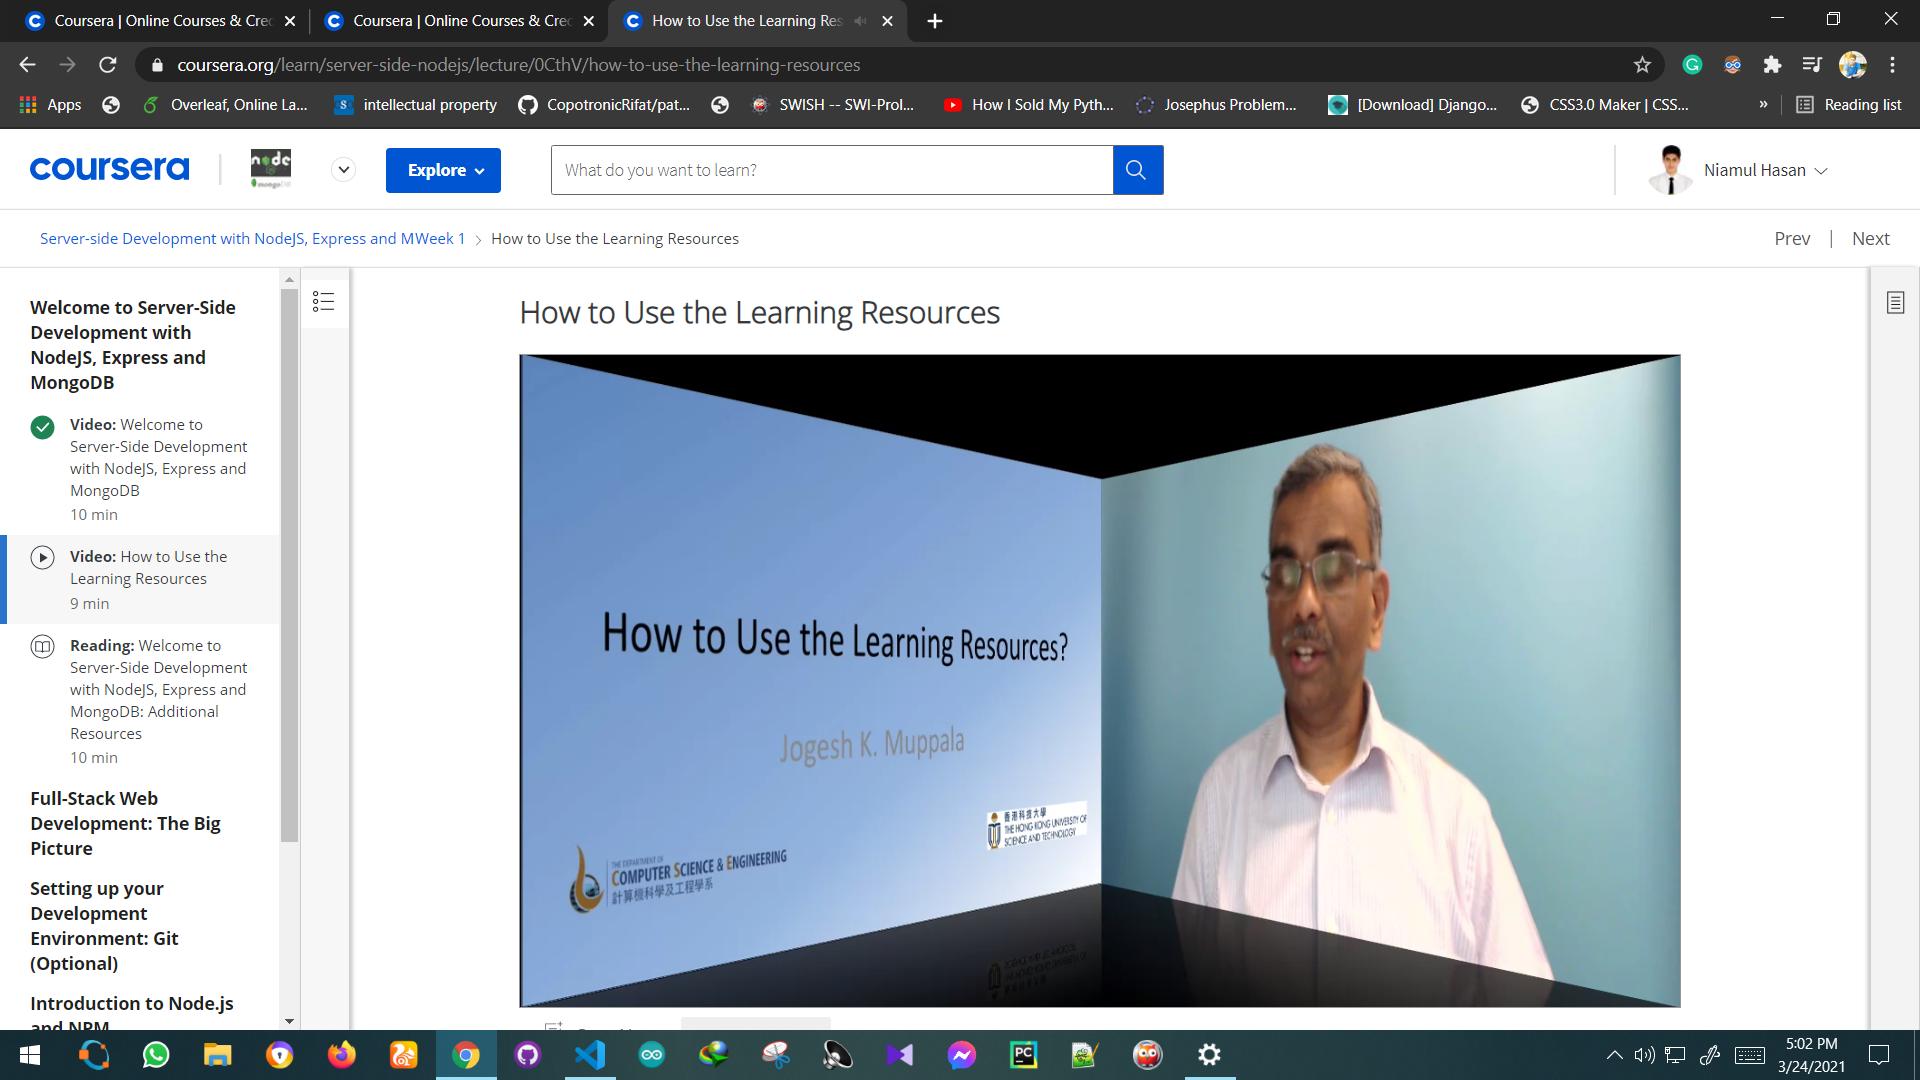 Coursera | Online Courses & Cre
Coursera | Online Courses & Cre
How to Use the Learning Res
coursera.org/learn/server-side-nodejs/lecture/0CthV/how-to-use-the-learning-resources
Apps
Overleaf, Online La...
intellectual property
CopotronicRifat/pat...
SWISH -- SWI-Prol...
How I Sold My Pyth...
Josephus Problem...
[Download] Django...
CSS3.0 Maker | CSS...
»
Reading list
coursera
node
mongoDB
Explore
What do you want to learn?
Niamul Hasan
Server-side Development with NodeJS, Express and MWeek 1
How to Use the Learning Resources
Prev | Next
Welcome to Server-Side
Development with
NodeJS, Express and
MongoDB
Video: Welcome to
Server-Side Development
with NodeJS, Express and
MongoDB
10 min
Video: How to Use the
Learning Resources
9 min
Reading: Welcome to
Server-Side Development
with NodeJS, Express and
MongoDB: Additional
Resources
10 min
Full-Stack Web
Development: The Big
Picture
Setting up your
Development
Environment: Git
(Optional)
Introduction to Node.js
and NPM
How to Use the Learning Resources
How to Use the Learning Resources?
Jogesh K. Muppala
香港科技大學
THE HONG KONG UNIVERSITY OF
SCIENCE AND TECHNOLOGY
THE DEPARTMENT OF
COMPUTER SCIENCE & ENGINEERING
計算機科學及工程學系
5:02 PM
3/24/2021